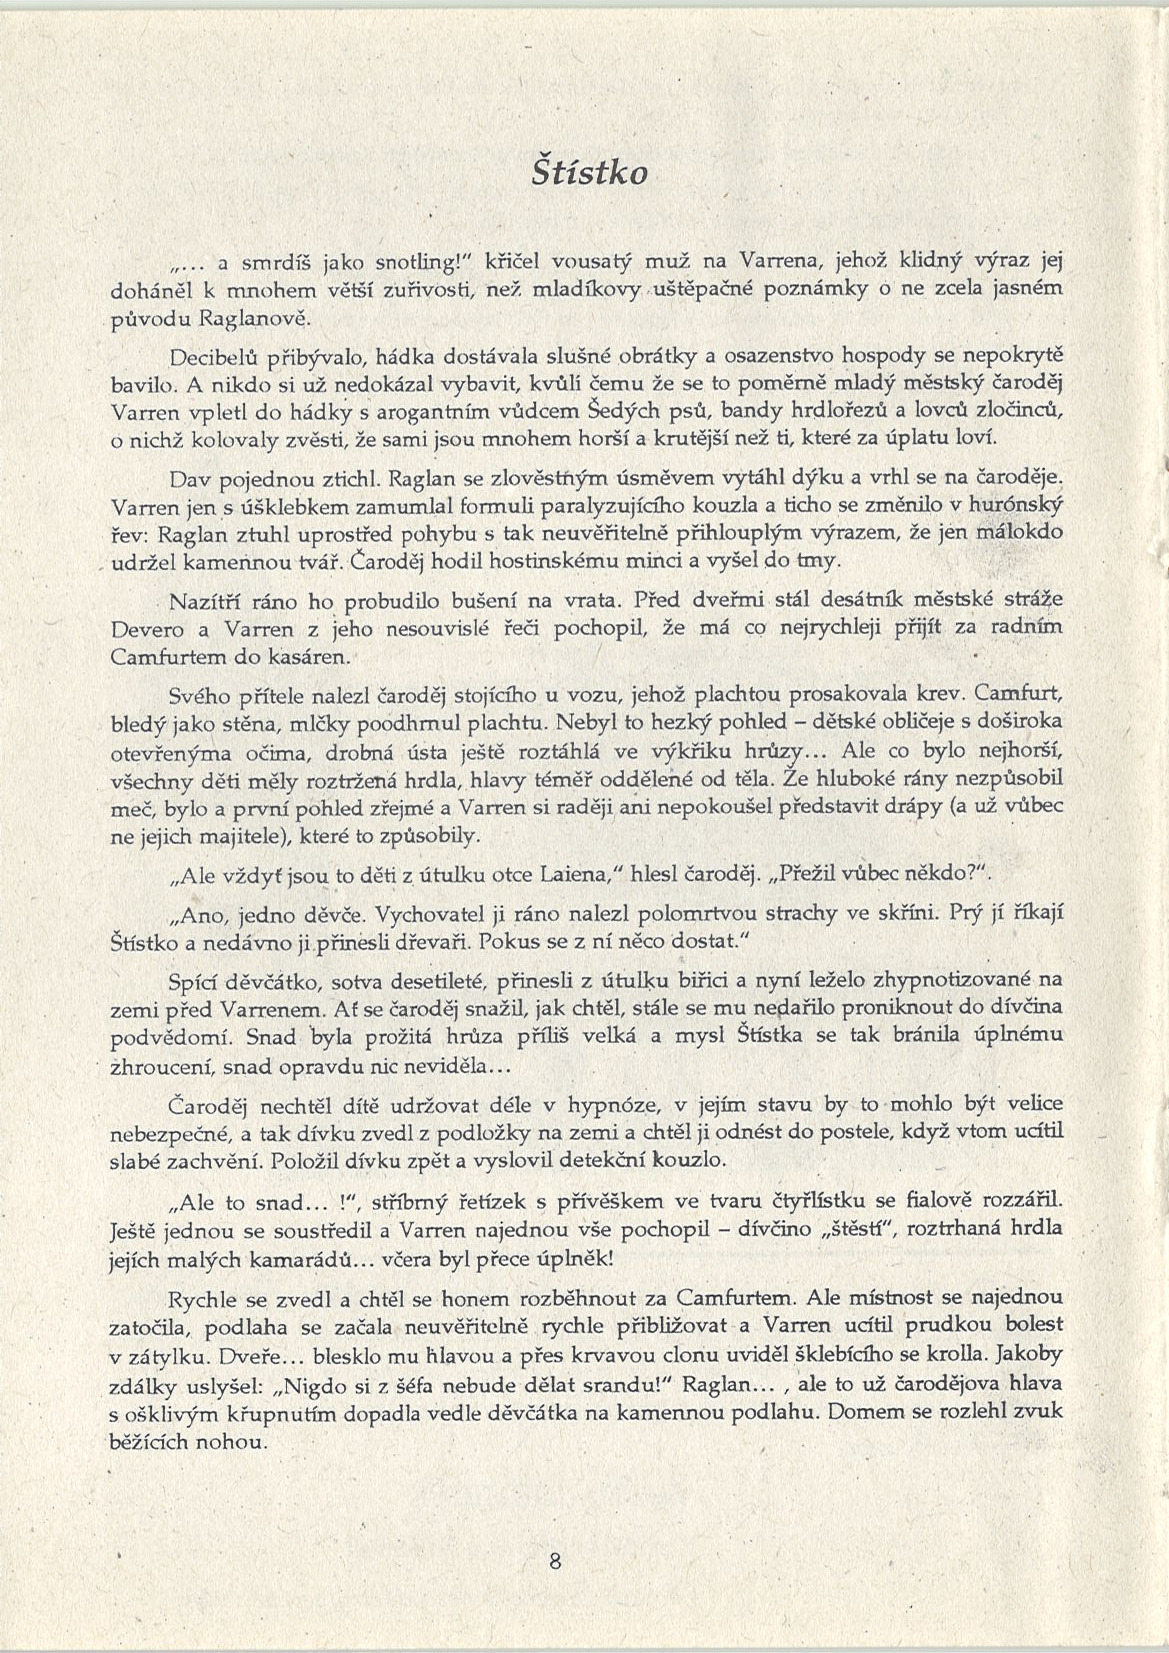 Štístko
„... a smrdíš jako snotling!“ křičel vousatý muž na Varrena, jehož klidný výraz jej
doháněl k mnohem větší zuřivosti, než mladíkovy uštěpačné poznámky o ne zcela jasném
původu Raglanově.
Decibelů přibývalo, hádka dostávala slušné obrátky a osazenstvo hospody se nepokrytě
bavilo. A nikdo si už nedokázal vybavit, kvůli čemu že se to poměrně mladý městský čaroděj
Varren vpletl do hádky s arogantním vůdcem Šedých psů, bandy hrdlořezů a lovců zločinců,
o nichž kolovaly zvěsti, že sami jsou mnohem horší a krutější než ti, které za úplatu loví.
Dav pojednou ztichl. Raglan se zlověstným úsměvem vytáhl dýku a vrhl se na čaroděje.
Varren jen s úšklebkem zamumlal formuli paralyzujícího kouzla a ticho se změnilo v hurónský
řev: Raglan ztuhl uprostřed pohybu s tak neuvěřitelně přihlouplým výrazem, že jen málokdo
udržel kamennou tvář. Čaroděj hodil hostinskému minci a vyšel do tmy.
Nazítří ráno ho probudilo bušení na vrata. Před dveřmi stál desátník městské stráže
Devero a Varren z jeho nesouvislé řeči pochopil, že má co nejrychleji přijít za radním
Camfurtem do kasáren.
Svého přítele nalezl čaroděj stojícího u vozu, jehož plachtou prosakovala krev. Camfurt,
bledý jako stěna, mlčky poodhrnul plachtu. Nebyl to hezký pohled – dětské obličeje s doširoka
otevřenýma očima, drobná ústa ještě roztáhlá ve výkřiku hrůzy... Ale co bylo nejhorší,
všechny děti měly roztržená hrdla, hlavy téměř oddělené od těla. Že hluboké rány nezpůsobil
meč, bylo a první pohled zřejmé a Varren si raději ani nepokoušel představit drápy (a už vůbec
ne jejich majitele), které to způsobily.
„Ale vždyť jsou to děti z útulku otce Laiena,“ hlesl čaroděj. „Přežil vůbec někdo?“.
„Ano, jedno děvče. Vychovatel ji ráno nalezl polomrtvou strachy ve skříni. Prý jí říkají
Štístko a nedávno ji přinesli dřevaři. Pokus se z ní něco dostat.“
Spící děvčátko, sotva desetileté, přinesli z útulku biřici a nyní leželo zhypnotizované na
zemi před Varrenem. Ať se čaroděj snažil, jak chtěl, stále se mu nedařilo proniknout do dívčina
podvědomí. Snad byla prožitá hrůza příliš velká a mysl Štístka se tak bránila úplnému
zhroucení, snad opravdu nic neviděla...
Čaroděj nechtěl dítě udržovat déle v hypnóze, v jejím stavu by to mohlo být velice
nebezpečné, a tak dívku zvedl z podložky na zemi a chtěl ji odnést do postele, když vtom ucítil
slabé zachvění. Položil dívku zpět a vyslovil detekční kouzlo.
„Ale to snad... !“, stříbrný řetízek s přívěškem ve tvaru čtyřlístku se fialově rozzářil.
Ještě jednou se soustředil a Varren najednou vše pochopil – dívčino „štěstí“, roztrhaná hrdla
jejích malých kamarádů... včera byl přece úplněk!
Rychle se zvedl a chtěl se honem rozběhnout za Camfurtem. Ale místnost se najednou
zatočila, podlaha se začala neuvěřitelně rychle přibližovat a Varren ucítil prudkou bolest
v zátylku. Dveře... blesklo mu hlavou a přes krvavou clonu uviděl šklebícího se krolla. Jakoby
zdálky uslyšel: „Nigdo si z šéfa nebude dělat srandu!“ Raglan... , ale to už čarodějova hlava
s ošklivým křupnutím dopadla vedle děvčátka na kamennou podlahu. Domem se rozlehl zvuk
běžících nohou.
8